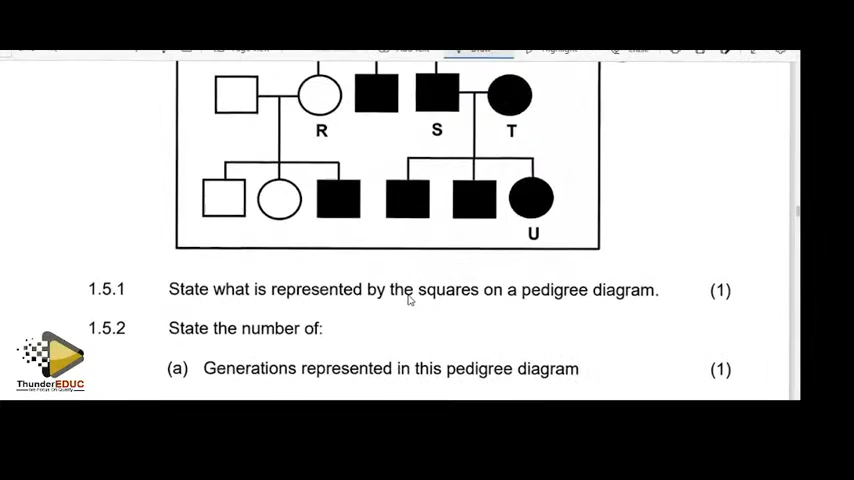 R
S
T
U
1.5.1 State what is represented by the squares on a pedigree diagram. (1)
1.5.2 State the number of:
(a) Generations represented in this pedigree diagram (1)
ThunderEDUC